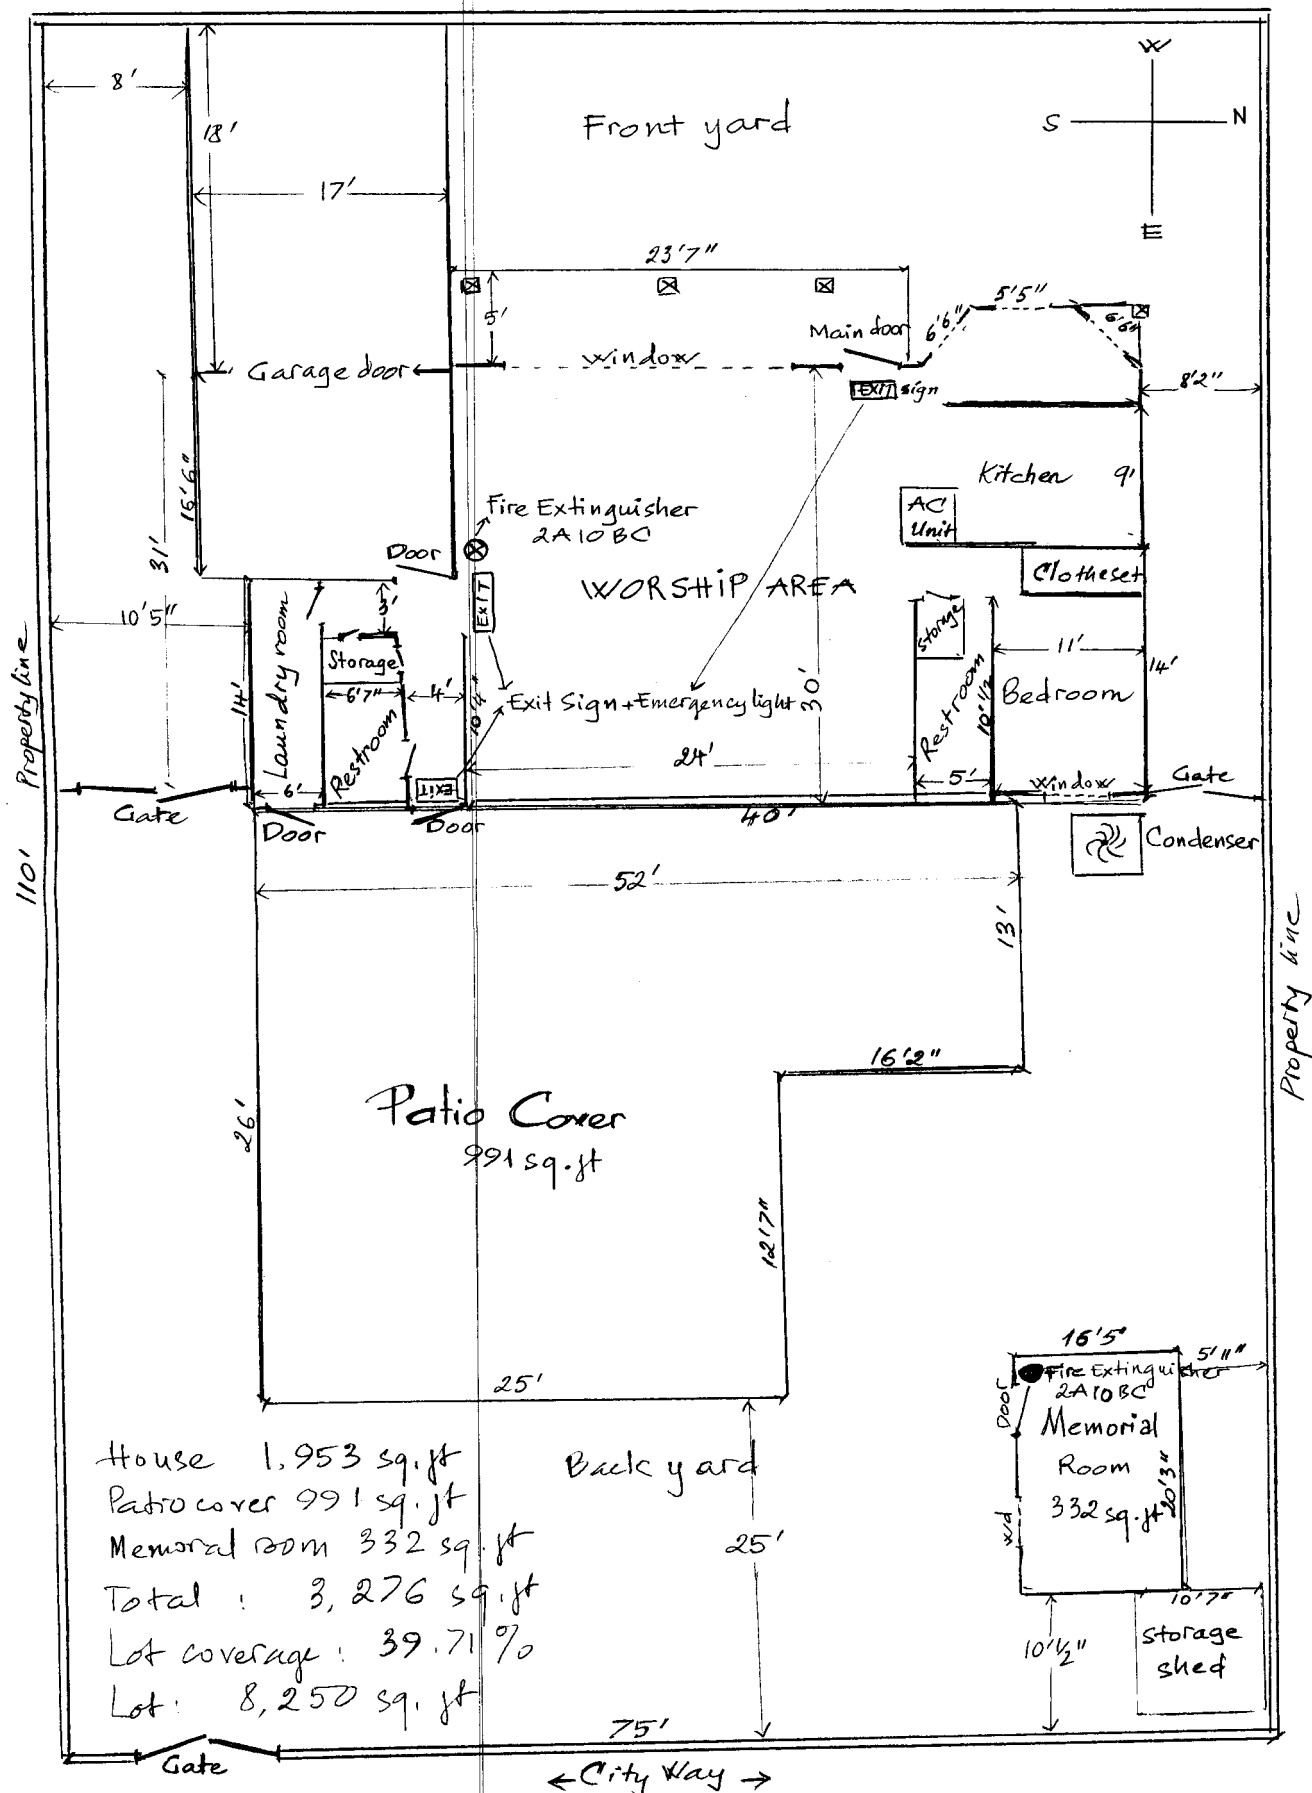 W
S N
E
8'
18'
Front yard
17'
23'7"
5'
5'5"
6'6"
6'6"
Main door
window
Garage door
EXIT sign
8'2"
Kitchen 9'
16'6"
31'
Fire Extinguisher
2A10BC
AC
Unit
Door
Clotheset
WORSHIP AREA
EXIT
3'
10'5"
Laundry room
Storage
6'7"
4'
14'
Restroom
10'4"
Exit Sign + Emergency light
30'
storage
Restroom
10'1/2
11'
Bedroom
14'
24'
5'
6'
EXIT
window
Gate
Gate
Door
Door
40'
Condenser
Property line
110'
52'
13'
Property line
16'2"
26'
Patio Cover
991 sq.ft
12'7"
25'
16'5"
5'11"
Fire Extinguisher
2A10BC
Door
Memorial
Room
332 sq.ft
20'3"
wd
House 1,953 sq.ft
Patio cover 991 sq.ft
Memoral room 332 sq.ft
Total : 3,276 sq.ft
Lot coverage : 39.71%
Lot : 8,250 sq.ft
Back yard
25'
10'7"
10'1/2"
storage
shed
75'
Gate
← City Way →